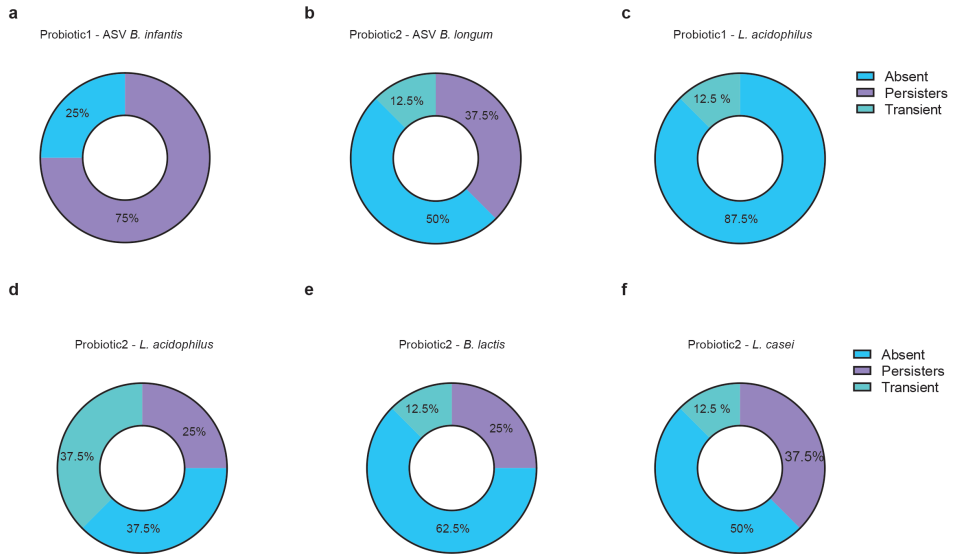 a
Probiotic1 - ASV B. infantis
25%
75%
b
Probiotic2 - ASV B. longum
12.5%
37.5%
50%
c
Probiotic1 - L. acidophilus
12.5 %
87.5%
Absent
Persisters
Transient
d
Probiotic2 - L. acidophilus
25%
37.5%
37.5%
e
Probiotic2 - B. lactis
12.5%
25%
62.5%
f
Probiotic2 - L. casei
12.5 %
37.5%
50%
Absent
Persisters
Transient